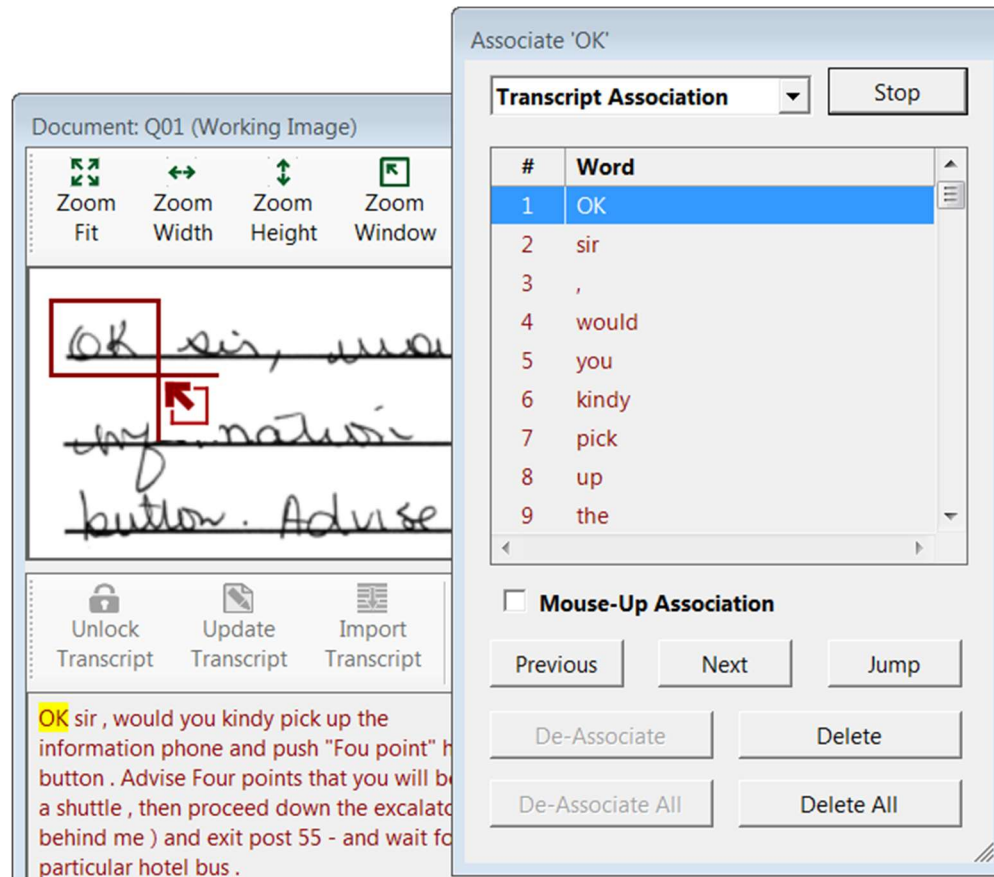 Associate 'OK'
Transcript Association
Stop
# Word
1 OK
2 sir
3 ,
4 would
5 you
6 kindy
7 pick
8 up
9 the
Mouse-Up Association
Previous Next Jump
De-Associate Delete
De-Associate All Delete All
Document: Q01 (Working Image)
Zoom Fit
Zoom Width
Zoom Height
Zoom Window
OK sir,
button. Advise
Unlock Transcript
Update Transcript
Import Transcript
OK sir , would you kindy pick up the
information phone and push "Fou point" h
button . Advise Four points that you will be
a shuttle , then proceed down the
behind me ) and exit post 55 - and wait fo
particular hotel bus .